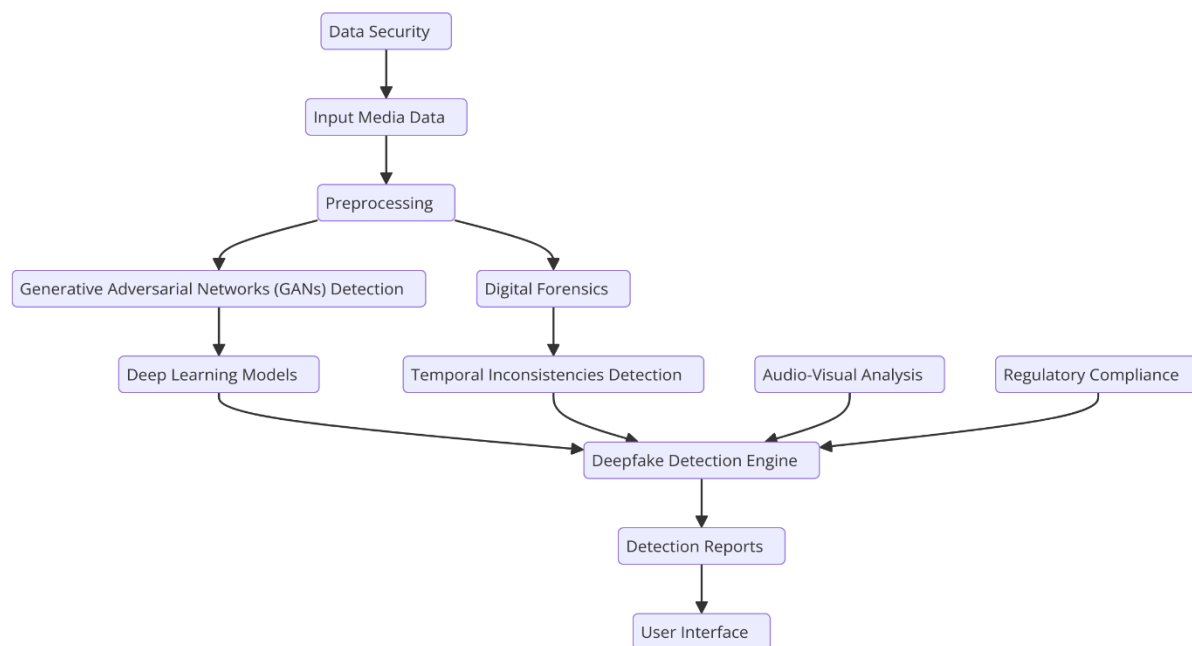 Data Security
Input Media Data
Preprocessing
Generative Adversarial Networks (GANs) Detection
Digital Forensics
Deep Learning Models
Temporal Inconsistencies Detection
Audio-Visual Analysis
Regulatory Compliance
Deepfake Detection Engine
Detection Reports
User Interface